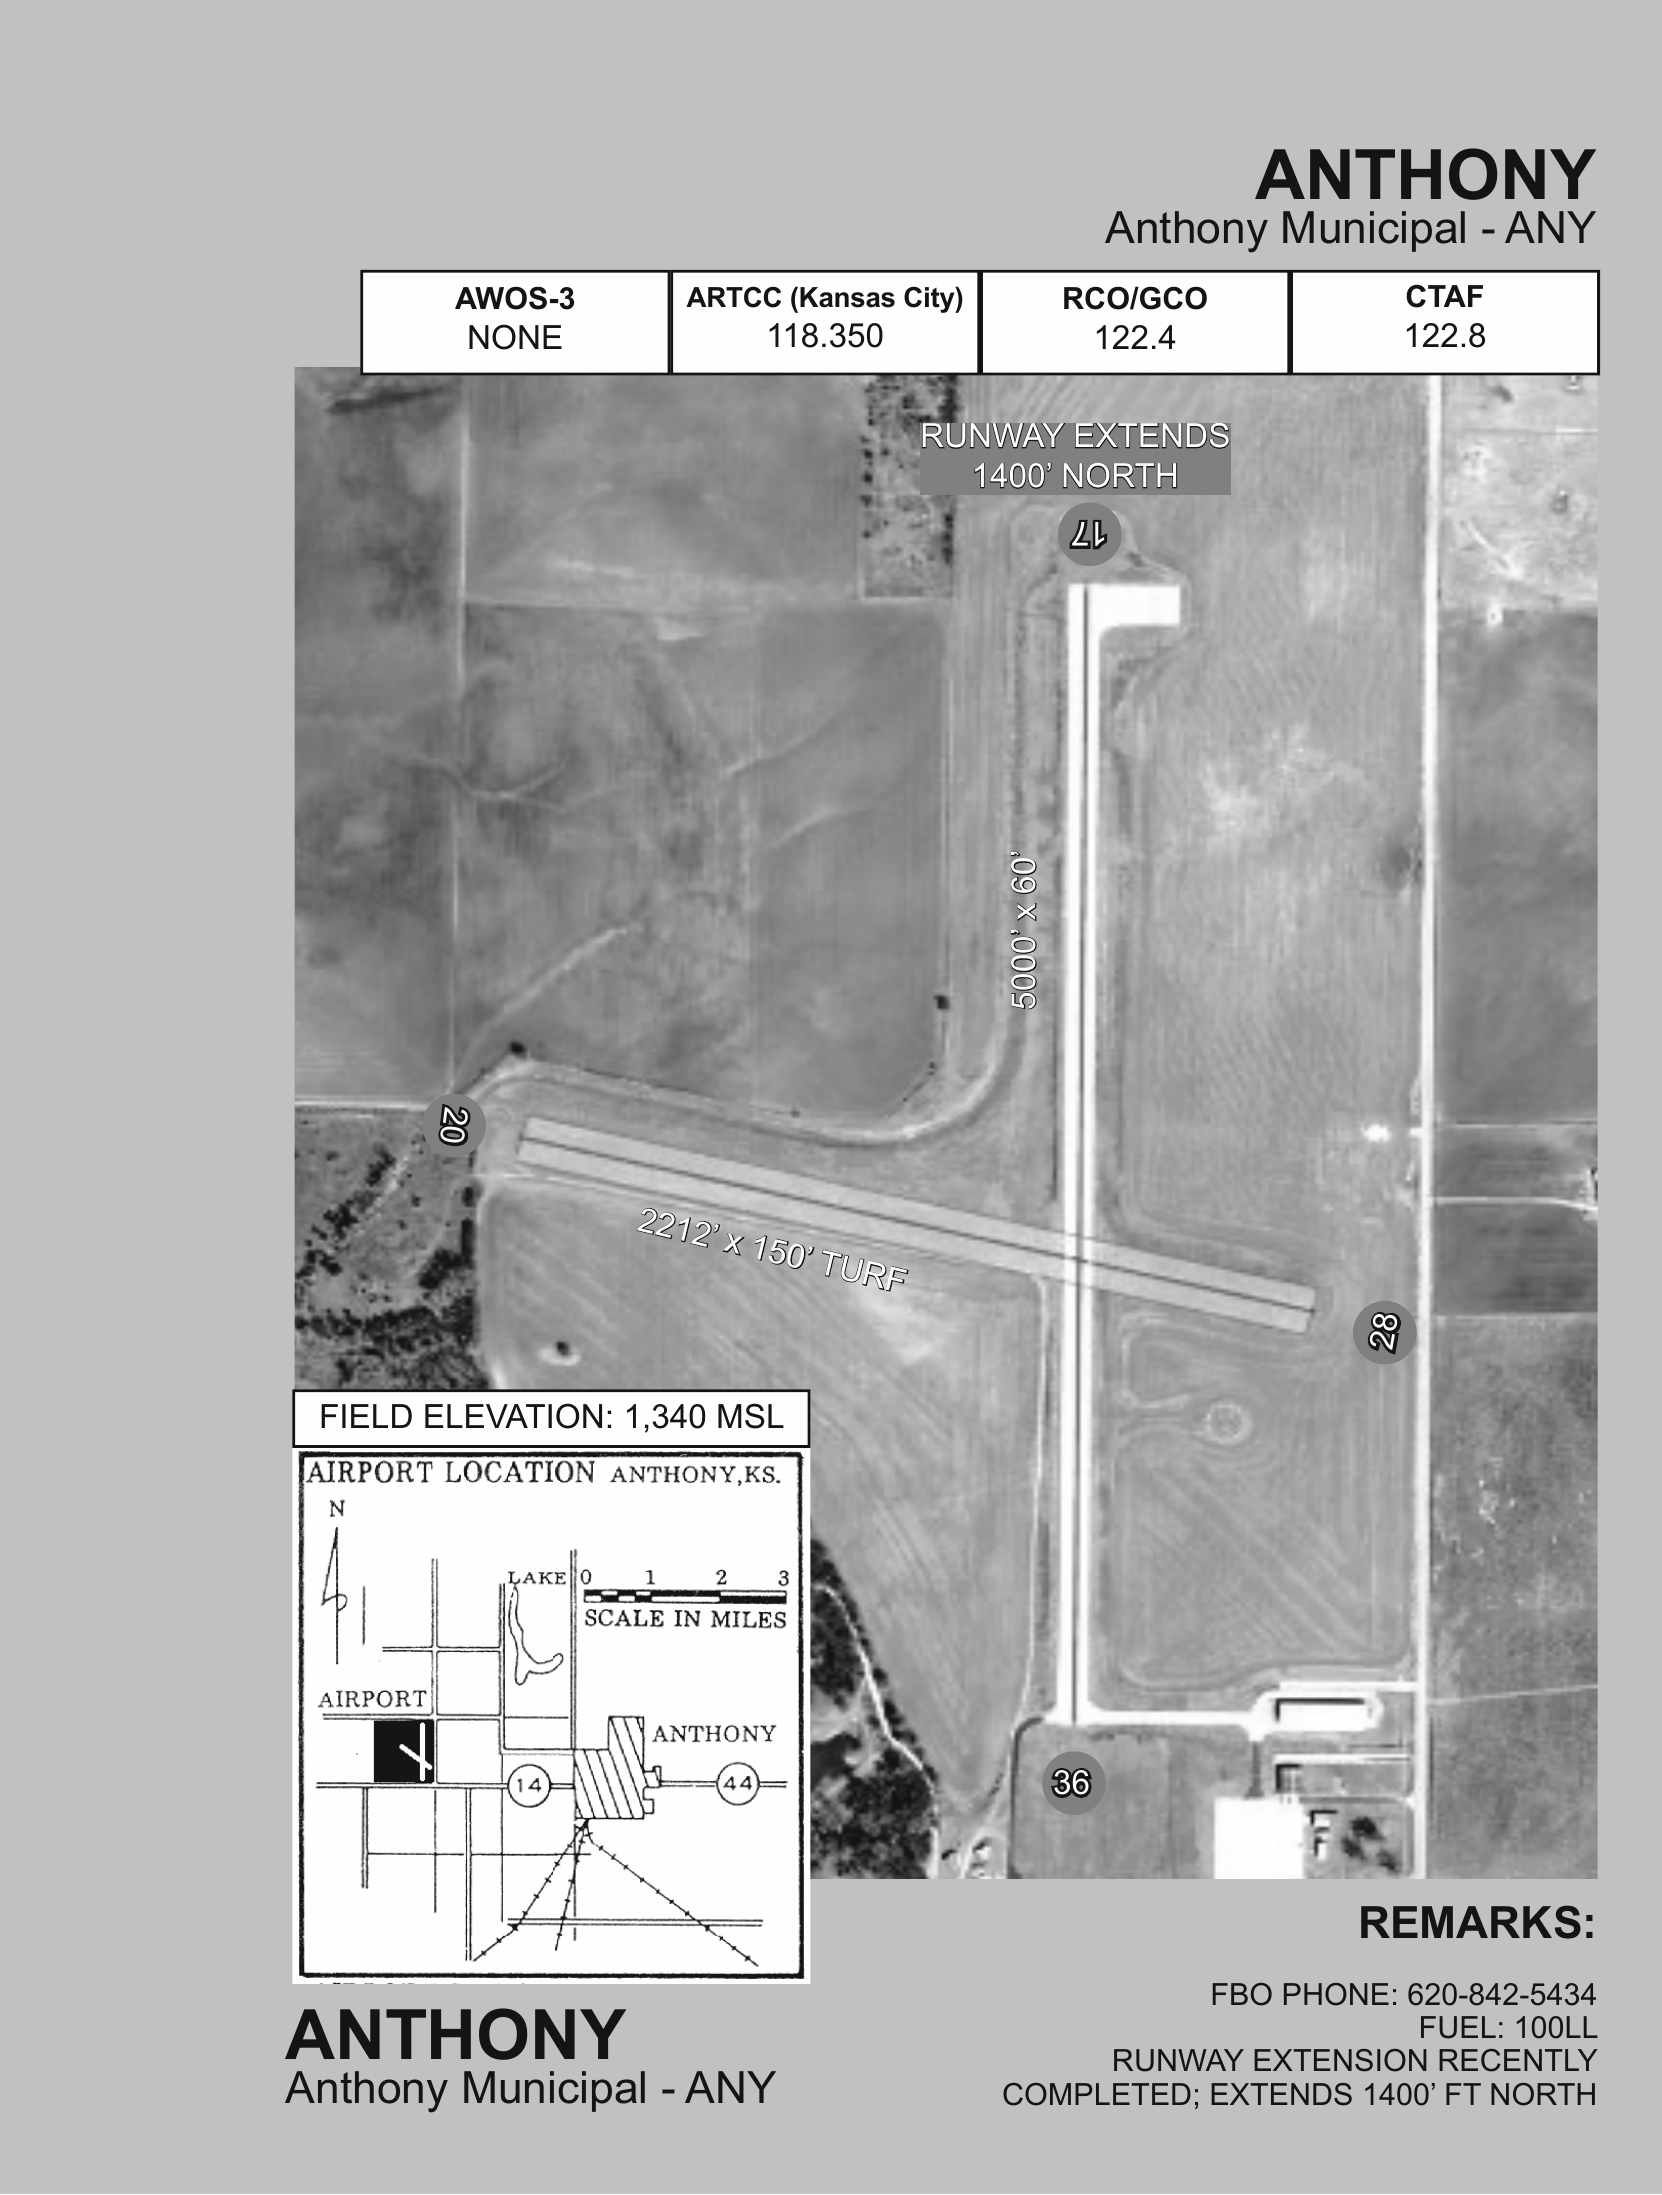 ANTHONY
Anthony Municipal - ANY
AWOS-3
NONE
ARTCC (Kansas City)
118.350
RCO/GCO
122.4
CTAF
122.8
RUNWAY EXTENDS
1400’ NORTH
17
5000’ x 60’
20
2212’ x 150’ TURF
28
36
FIELD ELEVATION: 1,340 MSL
AIRPORT LOCATION ANTHONY,KS.
N
LAKE
0 1 2 3
SCALE IN MILES
AIRPORT
ANTHONY
14
44
ANTHONY
Anthony Municipal - ANY
REMARKS:
FBO PHONE: 620-842-5434
FUEL: 100LL
RUNWAY EXTENSION RECENTLY
COMPLETED; EXTENDS 1400’ FT NORTH